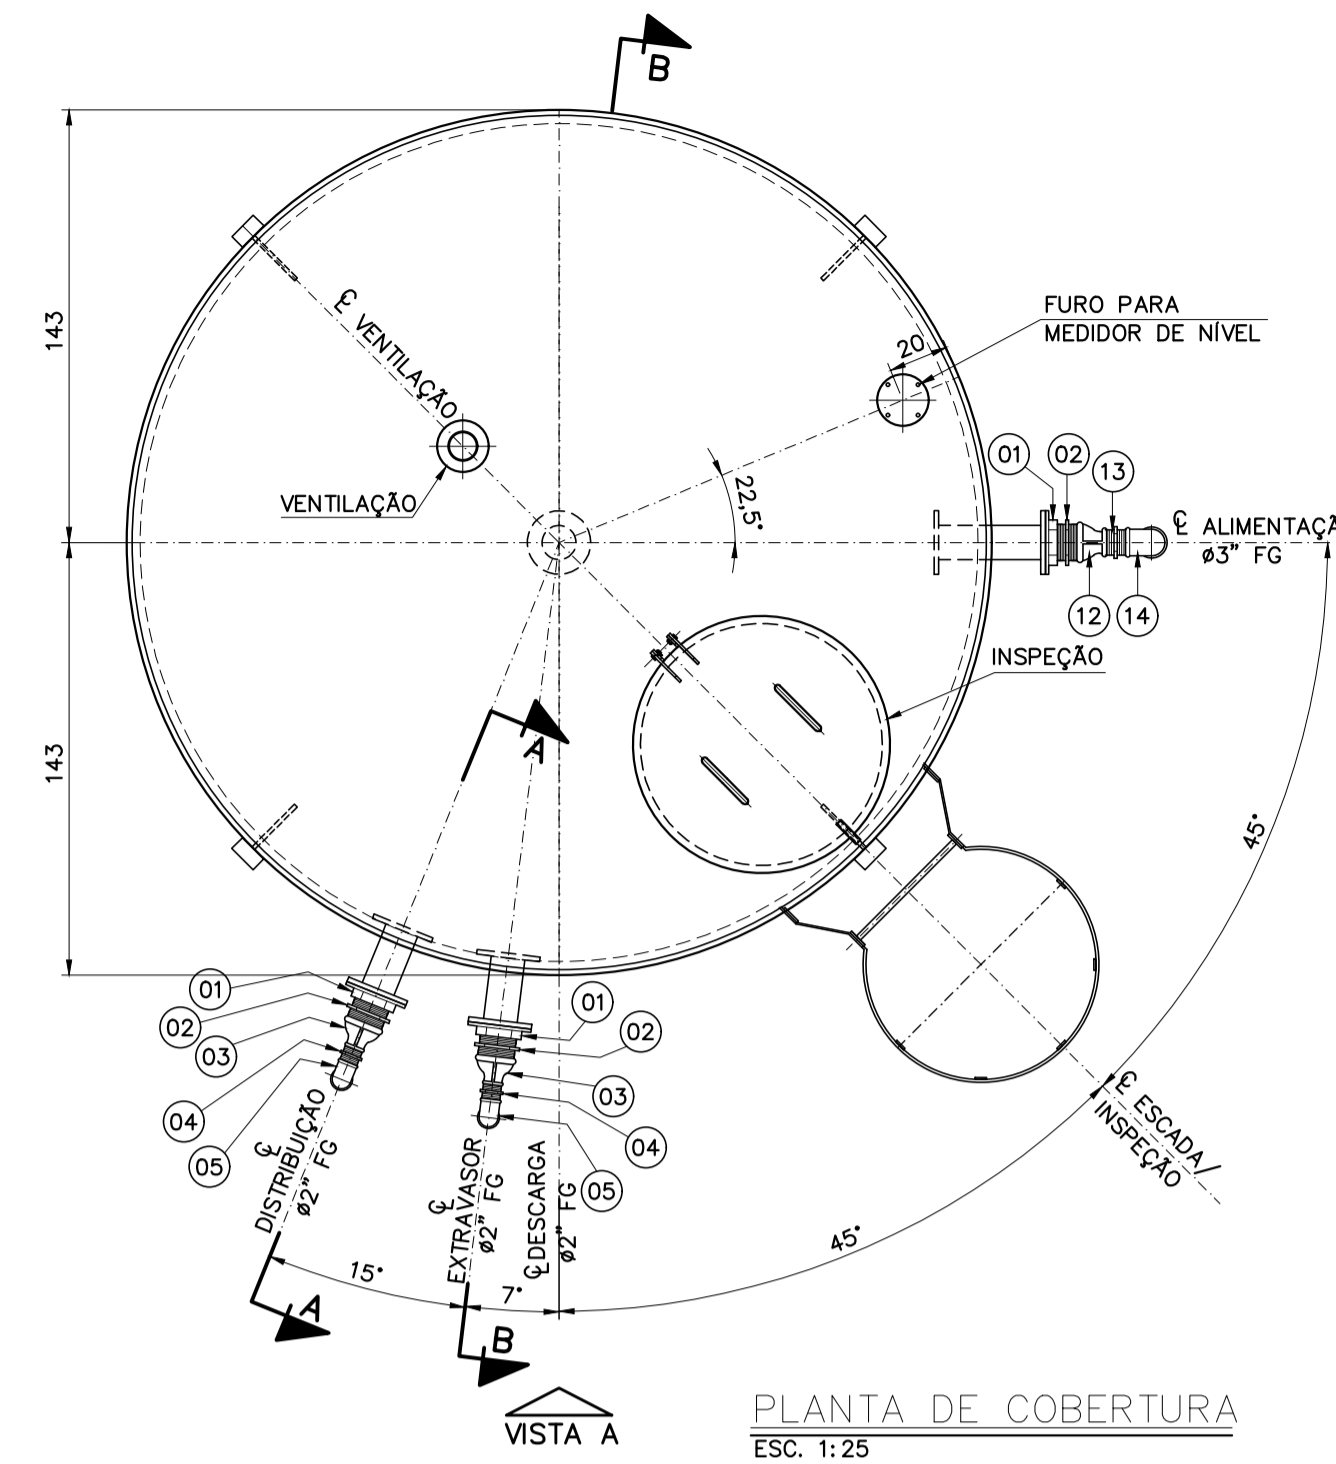 B
143
℄ VENTILAÇÃO
FURO PARA
MEDIDOR DE NÍVEL
20
01
02
13
VENTILAÇÃO
22,5°
℄ ALIMENTAÇÃ
ø3" FG
12
14
INSPEÇÃO
A
143
45°
01
02
03
04
05
01
02
03
04
05
℄ DISTRIBUIÇÃO
ø2" FG
℄ EXTRAVASOR
ø2" FG
℄ DESCARGA
ø2" FG
℄ ESCADA/
INSPEÇÃO
15°
7°
45°
A
B
VISTA A
PLANTA DE COBERTURA
ESC. 1:25